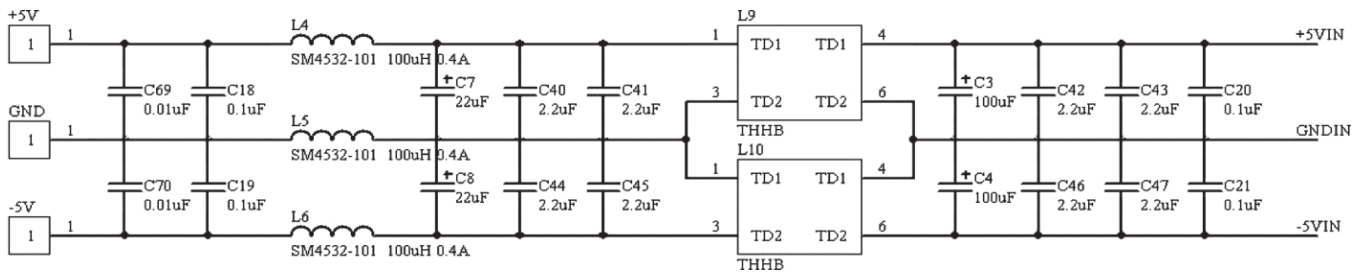 +5V
1
1
L4
SM4532-101 100uH 0.4A
C69
0.01uF
C18
0.1uF
C7
22uF
C40
2.2uF
C41
2.2uF
L9
1
TD1
TD1
4
3
TD2
TD2
6
THHB
C3
100uF
C42
2.2uF
C43
2.2uF
C20
0.1uF
+5VIN
GND
1
1
L5
SM4532-101 100uH 0.4A
GNDIN
C70
0.01uF
C19
0.1uF
C8
22uF
C44
2.2uF
C45
2.2uF
L10
1
TD1
TD1
4
3
TD2
TD2
6
THHB
C4
100uF
C46
2.2uF
C47
2.2uF
C21
0.1uF
-5V
1
1
L6
SM4532-101 100uH 0.4A
-5VIN